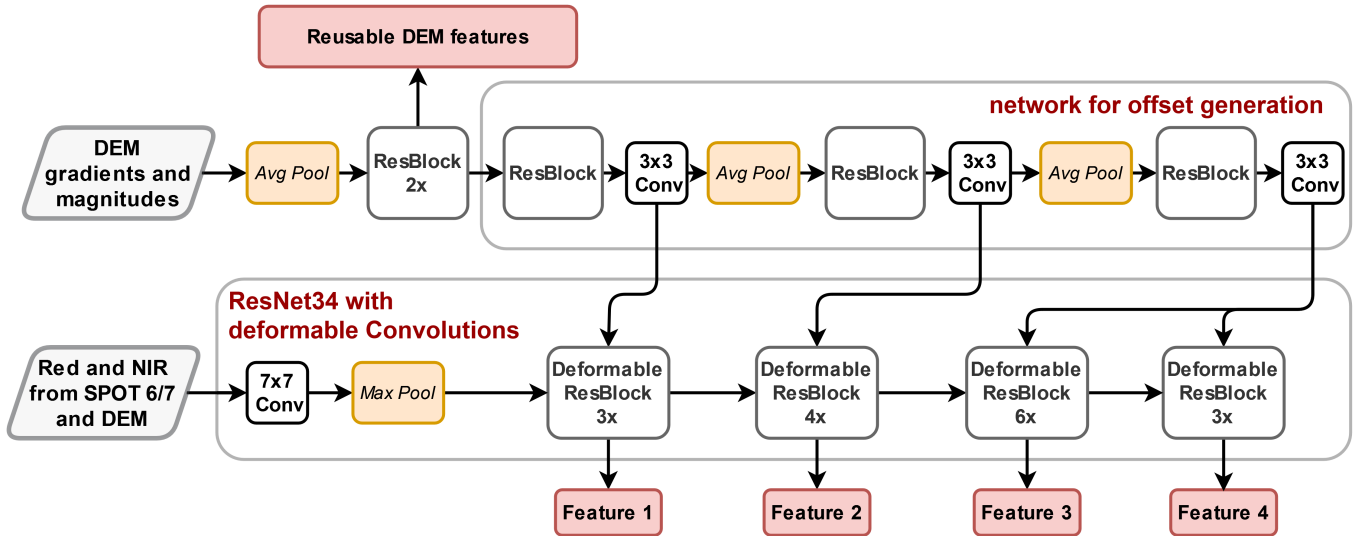 Reusable DEM features
network for offset generation
DEM
gradients and
magnitudes
Avg Pool
ResBlock
2x
ResBlock
3x3
Conv
Avg Pool
ResBlock
3x3
Conv
Avg Pool
ResBlock
3x3
Conv
ResNet34 with
deformable Convolutions
Red and NIR
from SPOT 6/7
and DEM
7x7
Conv
Max Pool
Deformable
ResBlock
3x
Deformable
ResBlock
4x
Deformable
ResBlock
6x
Deformable
ResBlock
3x
Feature 1
Feature 2
Feature 3
Feature 4